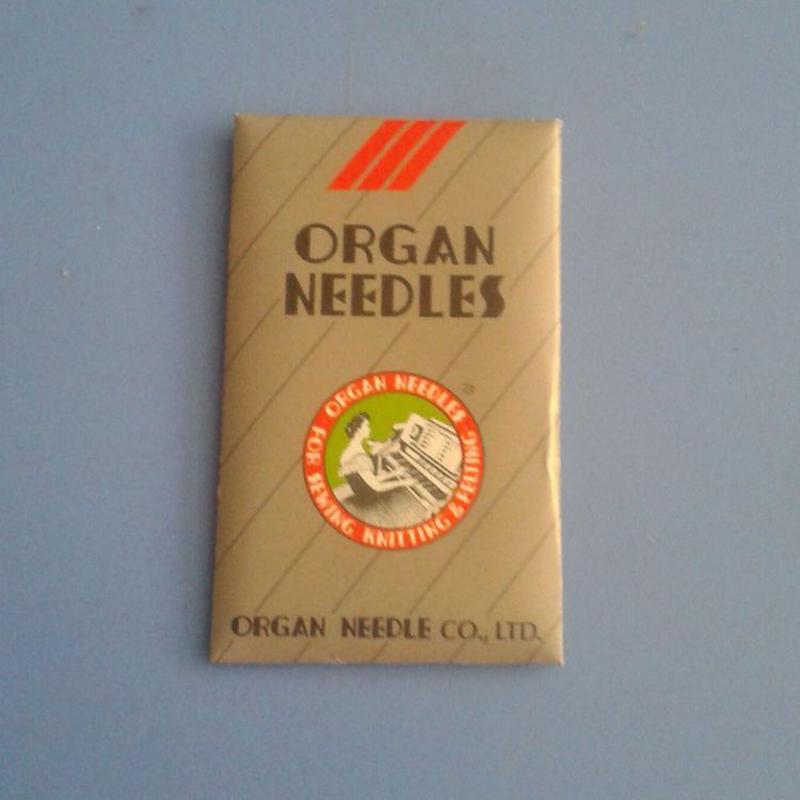 ORGAN
NEEDLES
ORGAN NEEDLES
FOR SEWING KNITTING & FELTING
®
ORGAN NEEDLE CO., LTD.